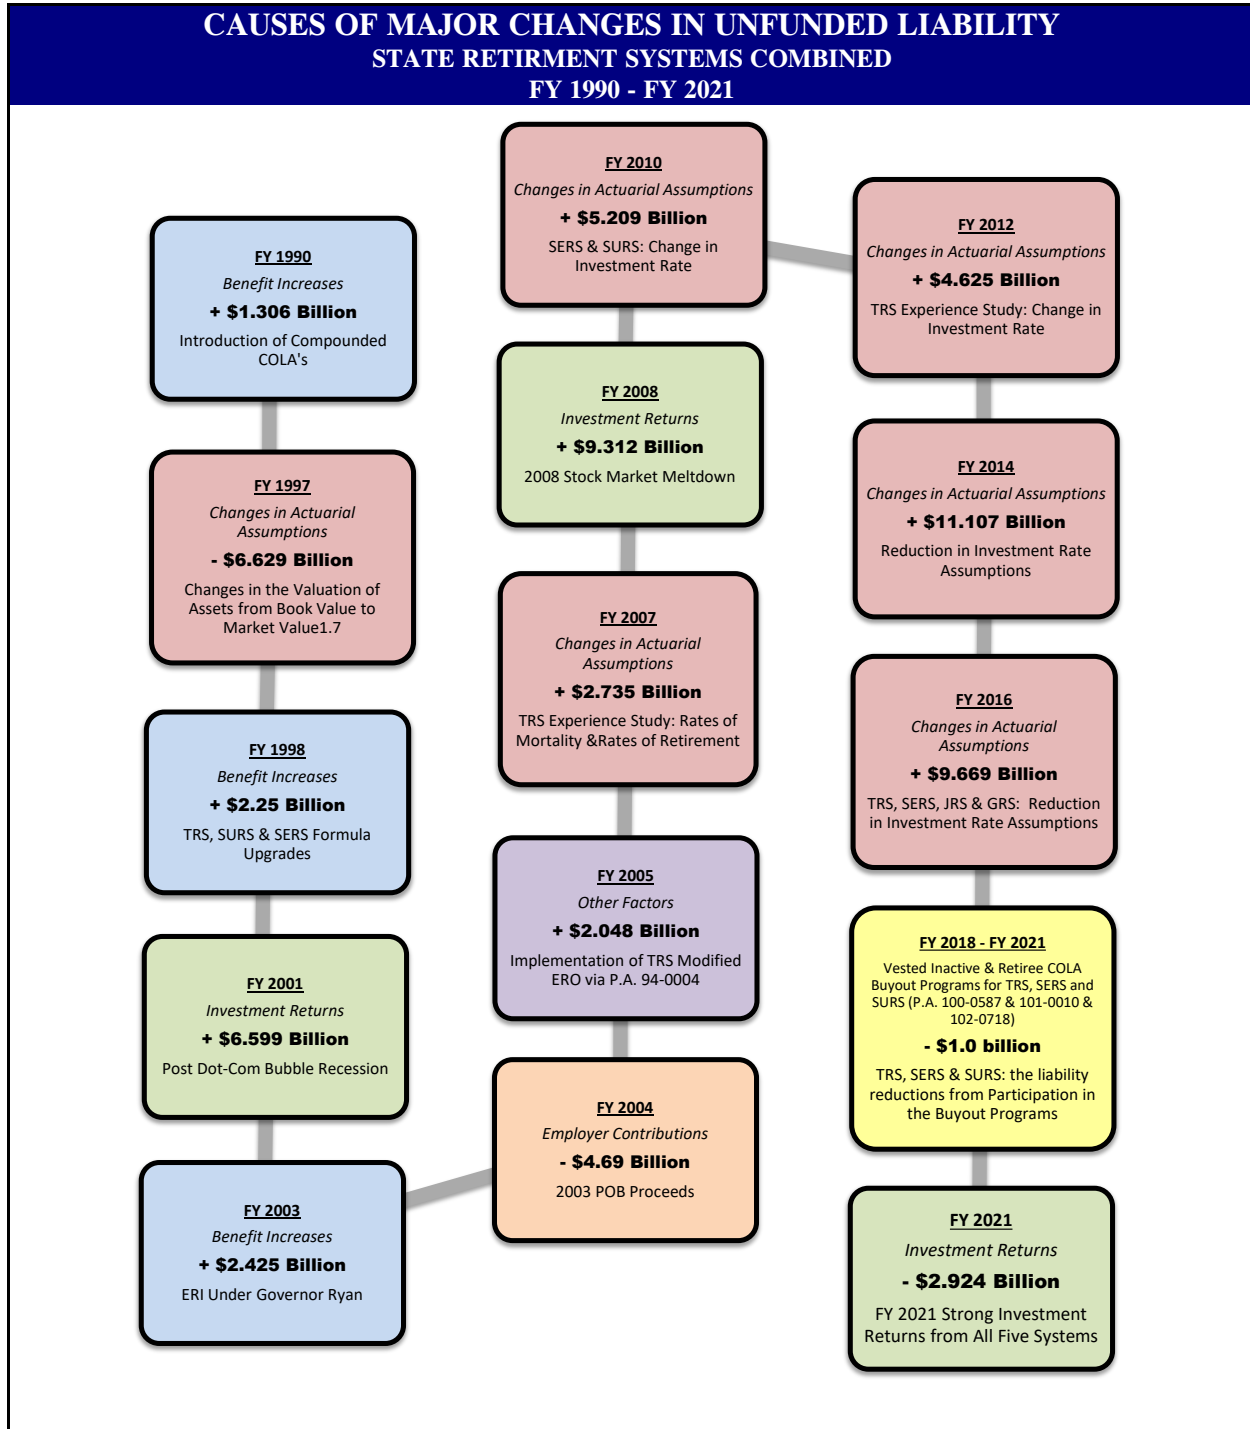 CAUSES OF MAJOR CHANGES IN UNFUNDED LIABILITY
STATE RETIRMENT SYSTEMS COMBINED
FY 1990 - FY 2021
FY 1990
Benefit Increases
+ $1.306 Billion
Introduction of Compounded
COLA's
FY 1997
Changes in Actuarial
Assumptions
- $6.629 Billion
Changes in the Valuation of
Assets from Book Value to
Market Value1.7
FY 1998
Benefit Increases
+ $2.25 Billion
TRS, SURS & SERS Formula
Upgrades
FY 2001
Investment Returns
+ $6.599 Billion
Post Dot-Com Bubble Recession
FY 2003
Benefit Increases
+ $2.425 Billion
ERI Under Governor Ryan
FY 2004
Employer Contributions
- $4.69 Billion
2003 POB Proceeds
FY 2005
Other Factors
+ $2.048 Billion
Implementation of TRS Modified
ERO via P.A. 94-0004
FY 2007
Changes in Actuarial
Assumptions
+ $2.735 Billion
TRS Experience Study: Rates of
Mortality &Rates of Retirement
FY 2008
Investment Returns
+ $9.312 Billion
2008 Stock Market Meltdown
FY 2010
Changes in Actuarial Assumptions
+ $5.209 Billion
SERS & SURS: Change in
Investment Rate
FY 2012
Changes in Actuarial Assumptions
+ $4.625 Billion
TRS Experience Study: Change in
Investment Rate
FY 2014
Changes in Actuarial Assumptions
+ $11.107 Billion
Reduction in Investment Rate
Assumptions
FY 2016
Changes in Actuarial
Assumptions
+ $9.669 Billion
TRS, SERS, JRS & GRS:  Reduction
in Investment Rate Assumptions
FY 2018 - FY 2021
Vested Inactive & Retiree COLA
Buyout Programs for TRS, SERS and
SURS (P.A. 100-0587 & 101-0010 &
102-0718)
- $1.0 billion
TRS, SERS & SURS: the liability
reductions from Participation in
the Buyout Programs
FY 2021
Investment Returns
- $2.924 Billion
FY 2021 Strong Investment
Returns from All Five Systems